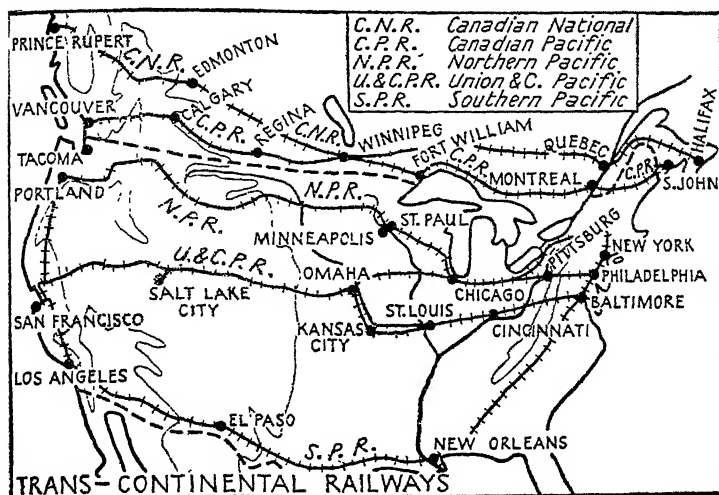 C.N.R. Canadian National
C.P.R. Canadian Pacific
N.P.R. Northern Pacific
U.&C.P.R. Union & C. Pacific
S.P.R. Southern Pacific
PRINCE RUPERT
C.N.R.
EDMONTON
VANCOUVER
CALGARY
C.P.R.
REGINA
C.N.R.
WINNIPEG
FORT WILLIAM
C.P.R.
QUEBEC
HALIFAX
TACOMA
MONTREAL
C.P.R.
S. JOHN
PORTLAND
N.P.R.
N.P.R.
ST. PAUL
MINNEAPOLIS
PITTSBURG
NEW YORK
U.&C.P.R.
OMAHA
CHICAGO
PHILADELPHIA
SALT LAKE
CITY
ST. LOUIS
BALTIMORE
SAN FRANCISCO
KANSAS
CITY
CINCINNATI
LOS ANGELES
EL PASO
S.P.R.
NEW ORLEANS
TRANS-CONTINENTAL RAILWAYS